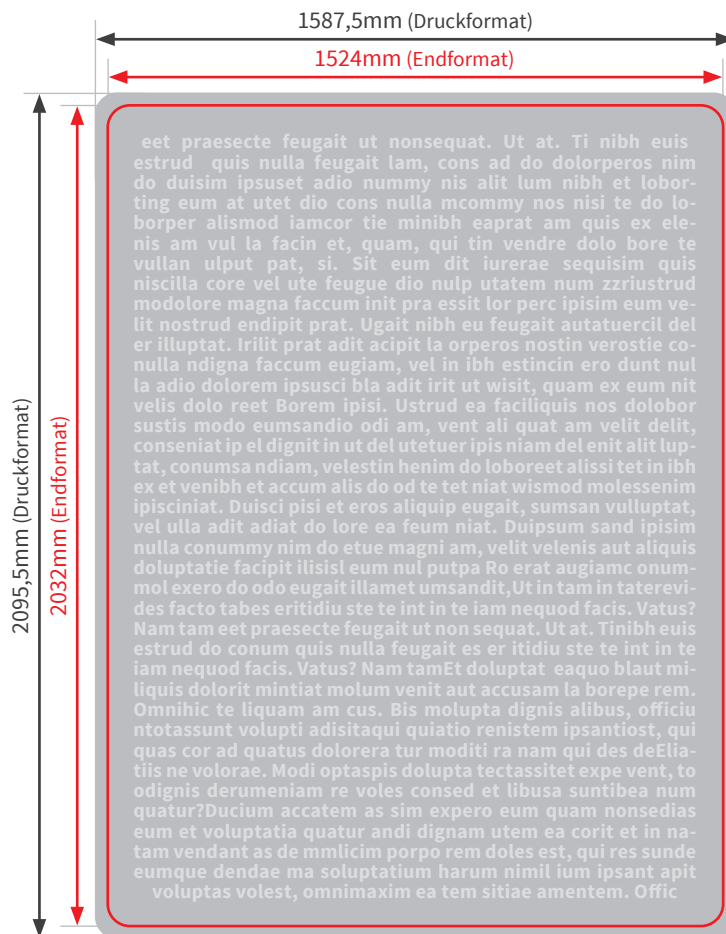 1587,5mm (Druckformat)
1524mm (Endformat)
2095,5mm (Druckformat)
2032mm (Endformat)
eet praesecte feugait ut nonsequat. Ut at. Ti nibh euis
estrud quis nulla feugait lam, cons ad do dolorperos nim
do duisim ipsuset adio nummy nis alit lum nibh et lobor-
ting eum at utet dio cons nulla mcommy nos nisi te do lo-
borper alismod iamcor tie minibh eaprat am quis ex ele-
nis am vul la facin et, quam, qui tin vendre dolo bore te
vullan ulput pat, si. Sit eum dit iurerae sequisim quis
niscilla core vel ute feugue dio nulp utatem num zzriustrud
modolore magna faccum init pra essit lor perc ipisim eum ve-
lit nostrud endipit prat. Ugait nibh eu feugait autatuercil del
er illuptat. Irilit prat adit acipit la orperos nostin verostie co-
nulla ndigna faccum eugiam, vel in ibh estincin ero dunt nul
la adio dolorem ipsusci bla adit irit ut wisit, quam ex eum nit
velis dolo reet Borem ipisi. Ustrud ea faciliquis nos dolobor
sustis modo eumsandio odi am, vent ali quat am velit delit,
conseniat ip el dignit in ut del utetuer ipis niam del enit alit lup-
tat, conumsa ndiam, velestin henim do loboreet alissi tet in ibh
ex et venibh et accum alis do od te tet not wismod molessenim
ipisciniat. Duisci pisi et eros aliquip eugait, sumsan vulluptat,
vel ulla adit adiat do lore ea feum niat. Duipsum sand ipisim
nulla conummy nim do etue magni am, velit velenis aut aliquis
doluptatie facipit ilisisl eum nul putpa Ro erat augiamc onum-
mol exero do odo eugait illamet umsandit,Ut in tam in taterevi-
des facto tabes eritidiu ste te int in te iam nequod facis. Vatus?
Nam tam eet praesecte feugait ut non sequat. Ut at. Tinibh euis
estrud do conum quis nulla feugait es er itidiu ste te int in te
iam nequod facis. Vatus? Nam tamEt doluptat eaquo blaut mi-
liquis dolorit mintiat molum venit aut accusam la borepe rem.
Omnihic te liquam am cus. Bis molupta dignis alibus, officiu
ntotassunt volupti adisitaqui quiatio renistem ipsantiost, qui
quas cor ad quatus dolorera tur moditi ra nam qui des deElia-
tiis ne volorae. Modi optaspis dolupta tectassitet expe vent, to
odignis derumeniam re voles consed et libusa suntibea num
quatur?Ducium accatem as sim expero eum quam nonsedias
eum et voluptatia quatur andi dignam utem ea corit et in na-
tam vendant as de mmlicim porpo rem doles est, qui res sunde
eumque dendae ma soluptatium harum nimil ium ipsant apit
voluptas volest, omnimaxim ea tem sitiae amentem. Offic